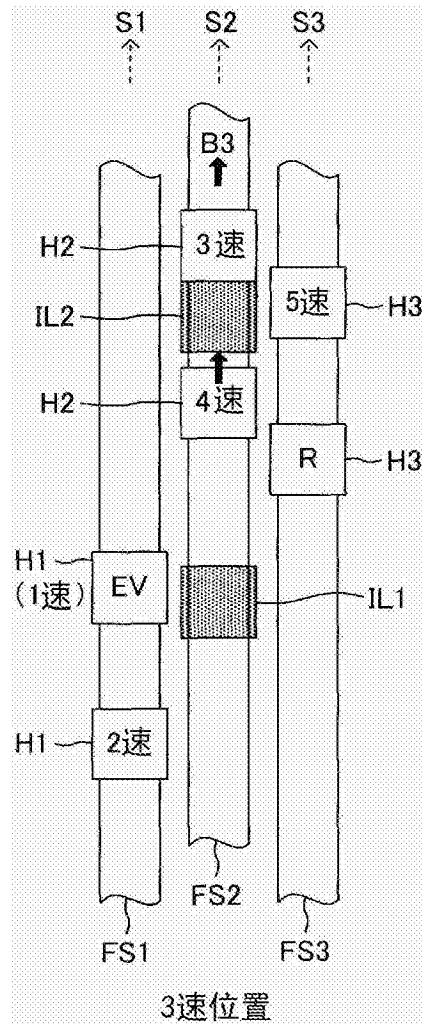 S1 S2 S3
B3
H2 3速
IL2 5速 H3
H2 4速
R H3
H1
(1速) EV IL1
H1 2速
FS2
FS1 FS3
3速位置